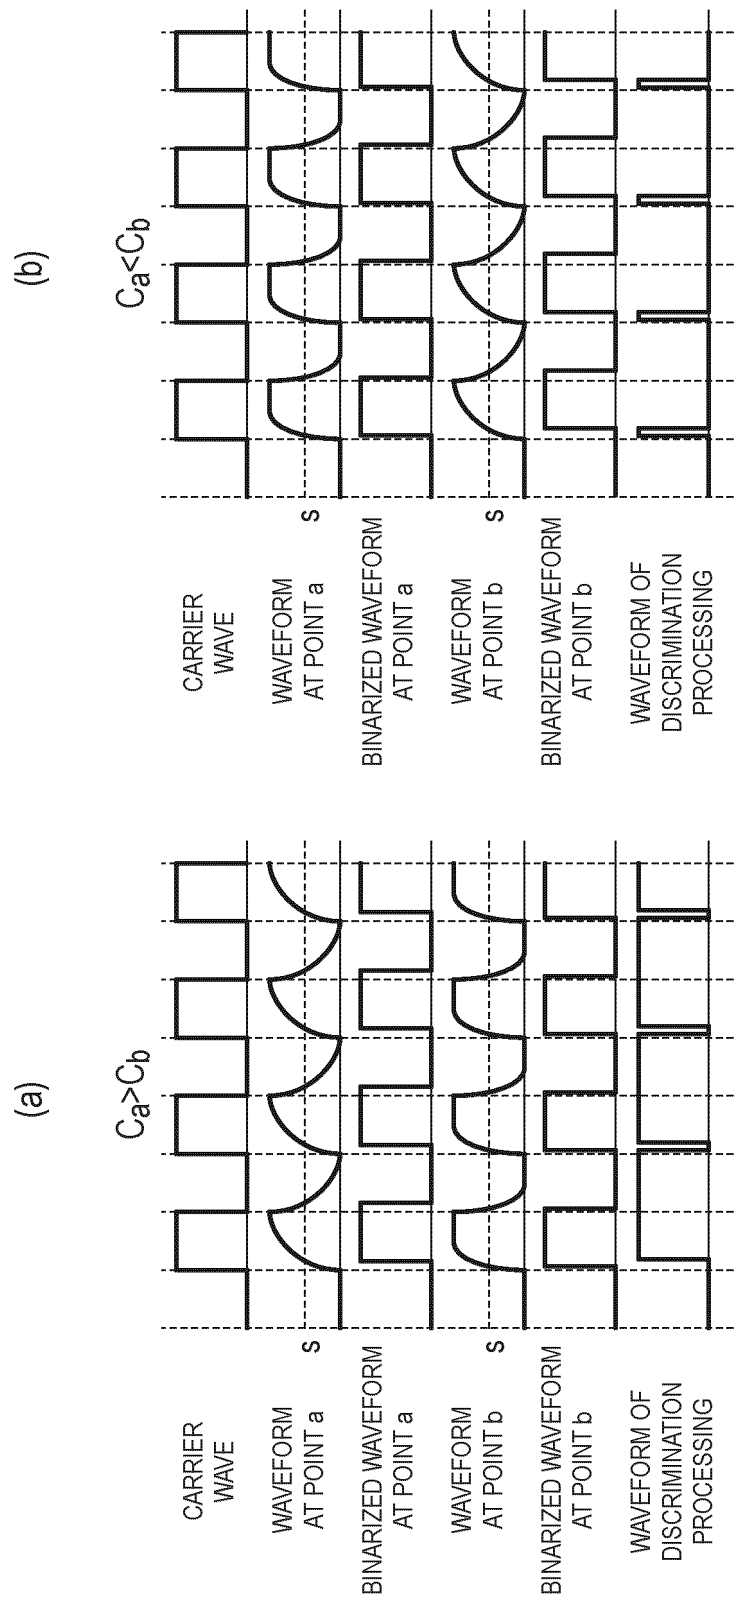 (a)
Ca>Cb
CARRIER
WAVE
WAVEFORM
AT POINT a
S
BINARIZED WAVEFORM
AT POINT a
WAVEFORM
AT POINT b
S
BINARIZED WAVEFORM
AT POINT b
WAVEFORM OF
DISCRIMINATION
PROCESSING
(b)
Ca<Cb
CARRIER
WAVE
WAVEFORM
AT POINT a
S
BINARIZED WAVEFORM
AT POINT a
WAVEFORM
AT POINT b
S
BINARIZED WAVEFORM
AT POINT b
WAVEFORM OF
DISCRIMINATION
PROCESSING